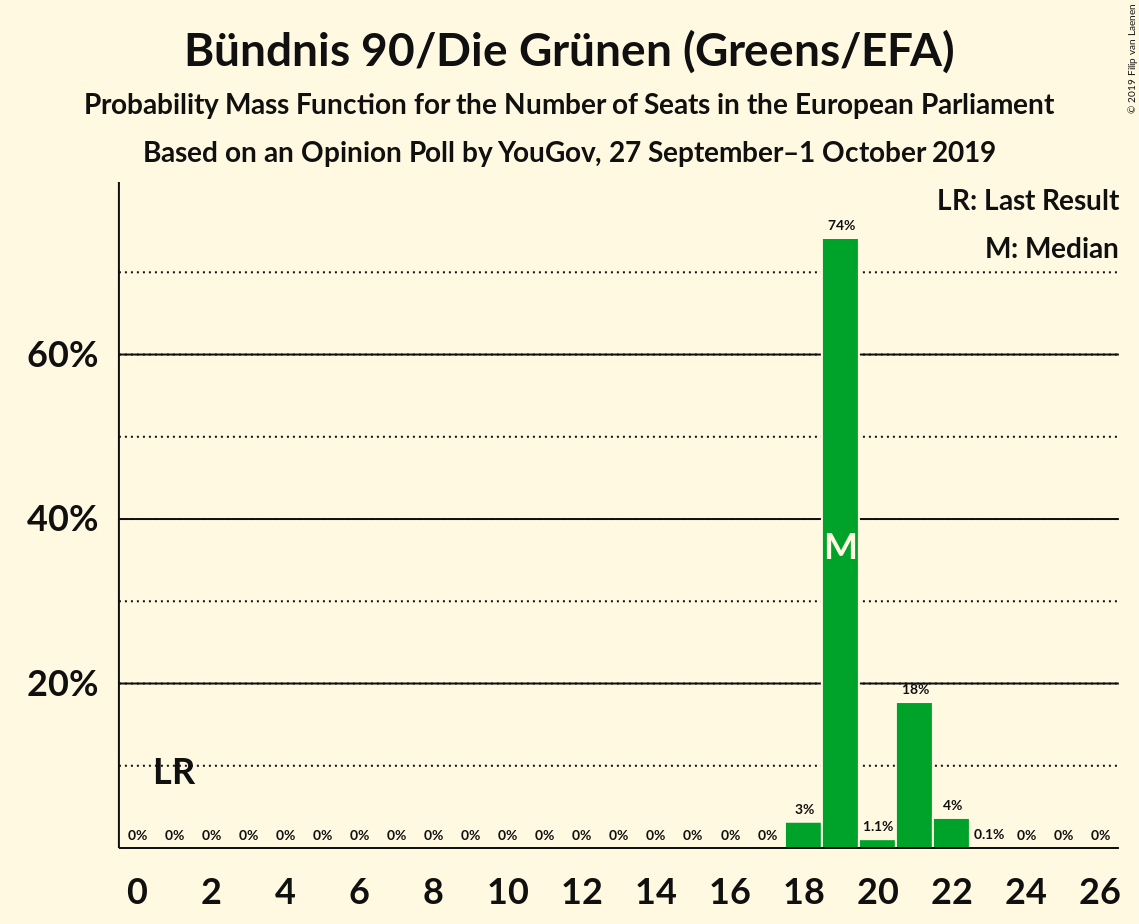 Bündnis 90/Die Grünen (Greens/EFA)
Probability Mass Function for the Number of Seats in the European Parliament
Based on an Opinion Poll by YouGov, 27 September–1 October 2019
© 2019 Filip van Laenen
LR: Last Result
M: Median
60%
40%
20%
74%
M
18%
LR
0% 0% 0% 0% 0% 0% 0% 0% 0% 0% 0% 0% 0% 0% 0% 0% 0% 0% 3% 1.1% 4% 0.1% 0% 0% 0%
0 2 4 6 8 10 12 14 16 18 20 22 24 26